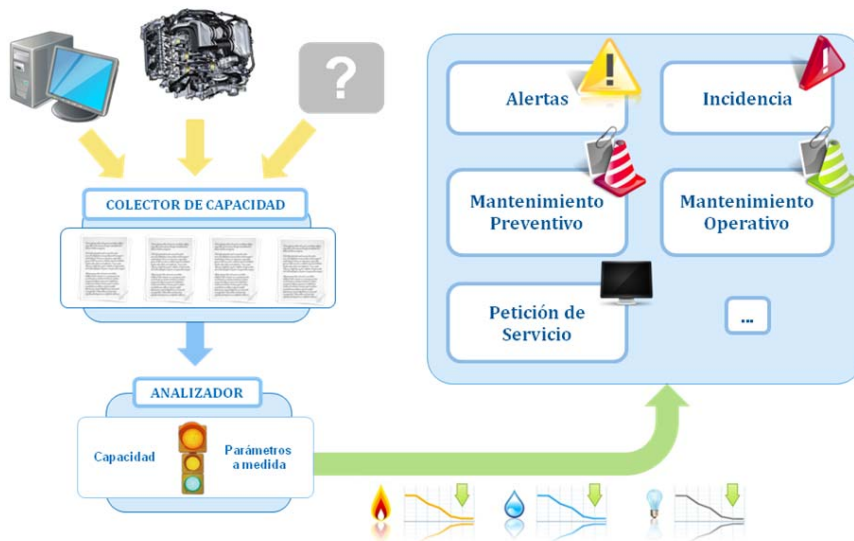 ?
Alertas
Incidencia
COLECTOR DE CAPACIDAD
Mantenimiento
Preventivo
Mantenimiento
Operativo
Petición de
Servicio
...
ANALIZADOR
Capacidad
Parámetros
a medida